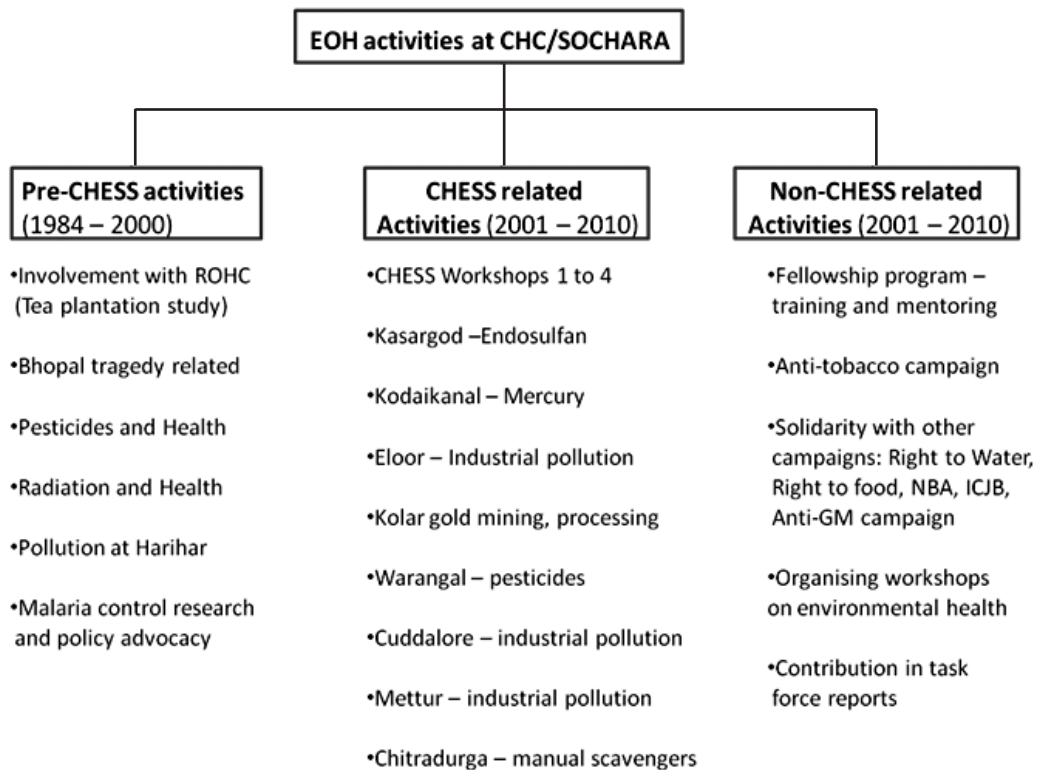 EOH activities at CHC/SOCHARA
Pre-CHESS activities
(1984 – 2000)
•Involvement with ROHC
(Tea plantation study)
•Bhopal tragedy related
•Pesticides and Health
•Radiation and Health
•Pollution at Harihar
•Malaria control research
and policy advocacy
CHESS related
Activities (2001 – 2010)
•CHESS Workshops 1 to 4
•Kasargod –Endosulfan
•Kodaikanal – Mercury
•Eloor – Industrial pollution
•Kolar gold mining, processing
•Warangal – pesticides
•Cuddalore – industrial pollution
•Mettur – industrial pollution
•Chitradurga – manual scavengers
Non-CHESS related
Activities (2001 – 2010)
•Fellowship program –
training and mentoring
•Anti-tobacco campaign
•Solidarity with other
campaigns: Right to Water,
Right to food, NBA, ICJB,
Anti-GM campaign
•Organising workshops
on environmental health
•Contribution in task
force reports